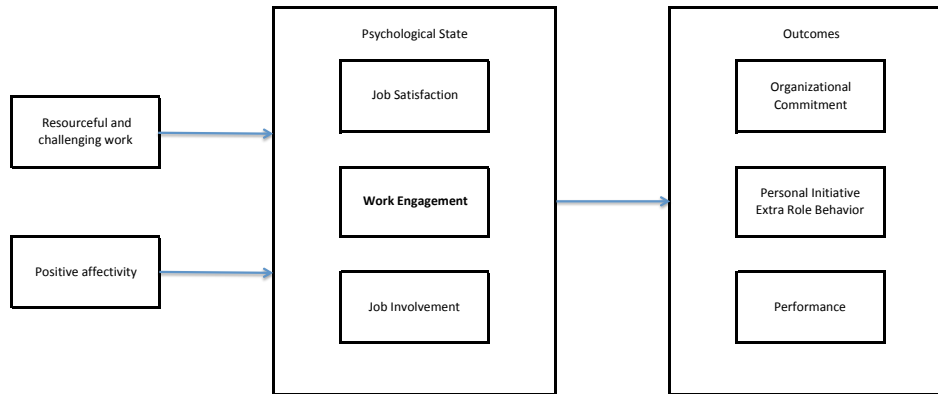 Resourceful and
challenging work
Positive affectivity
Psychological State
Job Satisfaction
Work Engagement
Job Involvement
Outcomes
Organizational
Commitment
Personal Initiative
Extra Role Behavior
Performance